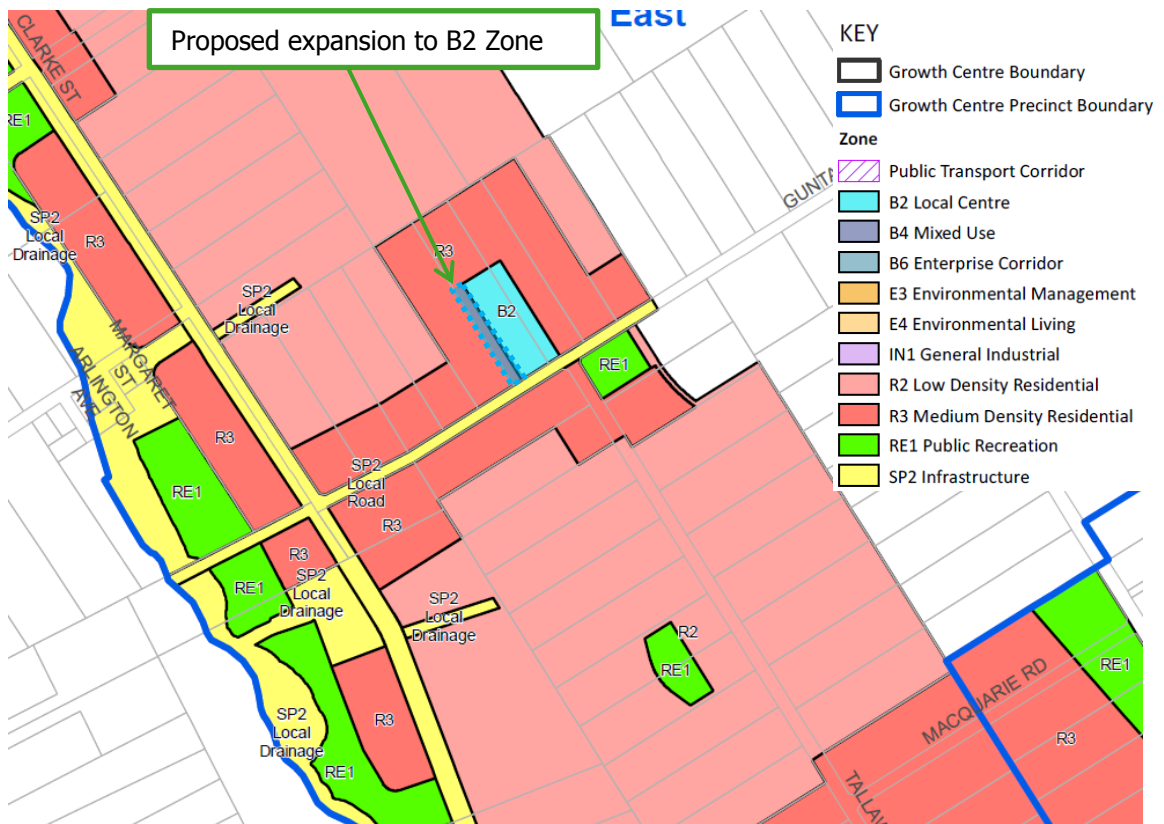 East
Proposed expansion to B2 Zone
KEY
Growth Centre Boundary
Growth Centre Precinct Boundary
Zone
Public Transport Corridor
B2 Local Centre
B4 Mixed Use
B6 Enterprise Corridor
E3 Environmental Management
E4 Environmental Living
IN1 General Industrial
R2 Low Density Residential
R3 Medium Density Residential
RE1 Public Recreation
SP2 Infrastructure
CLARKE ST
RE1
SP2
Local
Drainage
R3
SP2
Local
Drainage
R3
B2
RE1
MARGARET
ST
ARLINGTON
AVE
R3
RE1
SP2
Local
Road
R3
R3
SP2
Local
Drainage
RE1
SP2
Local
Drainage
R2
RE1
SP2
Local
Drainage
R3
RE1
MACQUARIE RD
RE1
R3